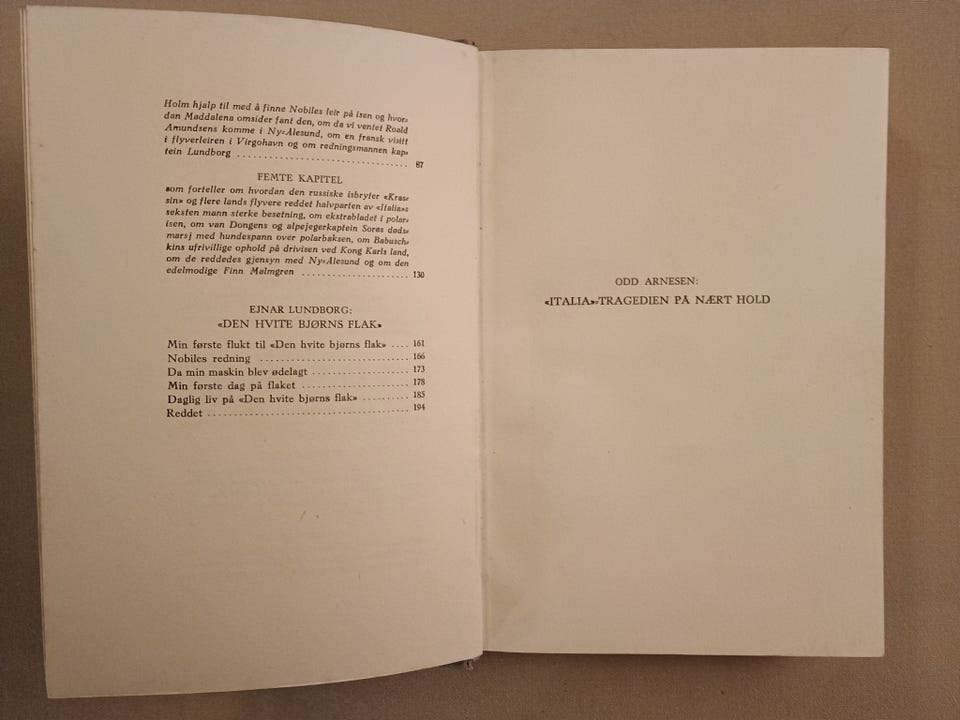 Holm hjalp til med å finne Nobiles leir på isen og hvor-
dan Maddalena omsider fant den, om da vi ventet Roald
Amundsens komme i Ny-Ålesund, om en fransk visitt
i flyverleiren i Virgohavn og om redningsmannen kap-
tein Lundborg ........................................ 87
FEMTE KAPITEL
som forteller om hvordan den russiske isbryter «Kras-
sin» og flere lands flyvere reddet halvparten av «Italia»s
seksten mann sterke besetning, om ekstrabladet i polar-
isen, om van Dongens og alpejegerkaptein Soras døds-
marsj med hundespann over polarbaksen, om Babusch-
kins ufrivillige ophold på drivisen ved Kong Karls land,
om de reddedes gjensyn med Ny-Ålesund og om den
edelmodige Finn Malmgren ........................ 130
EJNAR LUNDBORG:
«DEN HVITE BJØRNS FLAK»
Min første flukt til «Den hvite bjørns flak» .... 161
Nobiles redning ................................ 166
Da min maskin blev ødelagt .................... 173
Min første dag på flaket ....................... 178
Daglig liv på «Den hvite bjørns flak» .......... 185
Reddet ........................................ 194
ODD ARNESEN:
«ITALIA»-TRAGEDIEN PÅ NÆRT HOLD